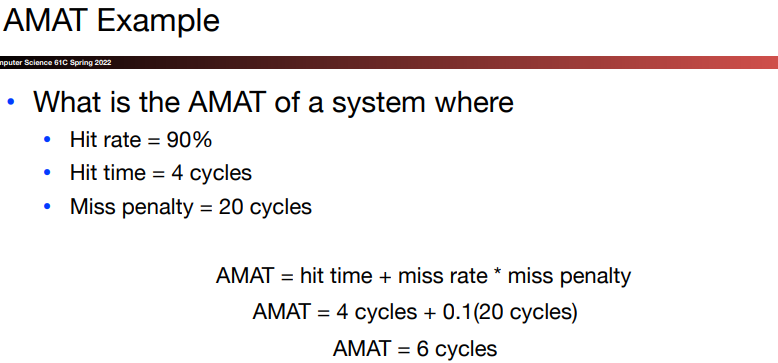 AMAT Example
mputer Science 61C Spring 2022
• What is the AMAT of a system where
• Hit rate = 90%
• Hit time = 4 cycles
• Miss penalty = 20 cycles
AMAT = hit time + miss rate * miss penalty
AMAT = 4 cycles + 0.1(20 cycles)
AMAT = 6 cycles